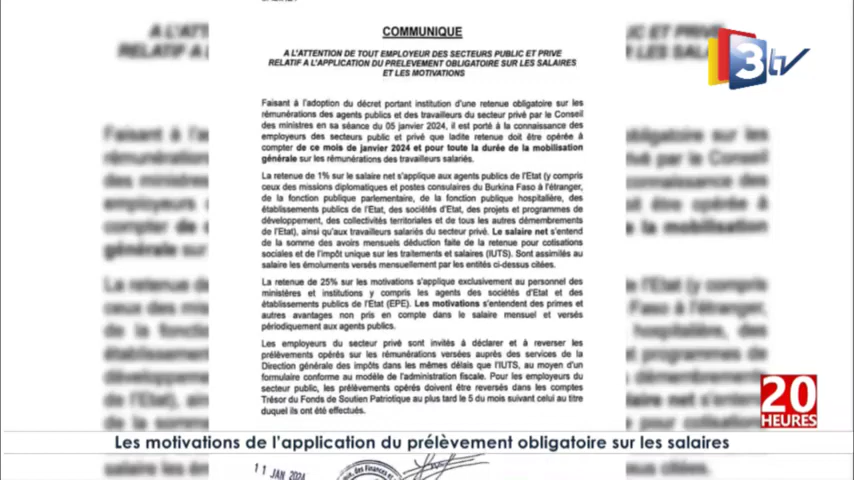 COMMUNIQUE
A L'ATTENTION DE TOUT EMPLOYEUR DES SECTEURS PUBLIC ET PRIVE
RELATIF A L'APPLICATION DU PRELEVEMENT OBLIGATOIRE SUR LES SALAIRES
ET LES MOTIVATIONS
Faisant à l'adoption du décret portant institution d'une retenue obligatoire sur les
rémunérations des agents publics et des travailleurs du secteur privé par le Conseil
des ministres en sa séance du 05 janvier 2024, il est porté à la connaissance des
employeurs des secteurs public et privé que ladite retenue doit être opérée à
compter de ce mois de janvier 2024 et pour toute la durée de la mobilisation
générale sur les rémunérations des travailleurs salariés.
La retenue de 1% sur le salaire net s'applique aux agents publics de l'Etat (y compris
ceux des missions diplomatiques et postes consulaires du Burkina Faso à l'étranger,
de la fonction publique parlementaire, de la fonction publique hospitalière, des
établissements publics de l'Etat, des sociétés d'Etat, des projets et programmes de
développement, des collectivités territoriales et de tous les autres démembrements
de l'Etat), ainsi qu'aux travailleurs salariés du secteur privé. Le salaire net s'entend
de la somme des avoirs mensuels déduction faite de la retenue pour cotisations
sociales et de l'impôt unique sur les traitements et salaires (IUTS). Sont assimilés au
salaire les émoluments versés mensuellement par les entités ci-dessus citées.
La retenue de 25% sur les motivations s'applique exclusivement au personnel des
ministères et institutions y compris les agents des sociétés d'Etat et des
établissements publics de l'Etat (EPE). Les motivations s'entendent des primes et
autres avantages non pris en compte dans le salaire mensuel et versés
périodiquement aux agents publics.
Les employeurs du secteur privé sont invités à déclarer et à reverser les
prélèvements opérés sur les rémunérations versées auprès des services de la
Direction générale des impôts dans les mêmes délais que l'IUTS, au moyen d'un
formulaire conforme au modèle de l'administration fiscale. Pour les employeurs du
secteur public, les prélèvements opérés doivent être reversés dans les comptes
Trésor du Fonds de Soutien Patriotique au plus tard le 5 du mois suivant celui au titre
duquel ils ont été effectués.
3tv
20
HEURES
Les motivations de l'application du prélèvement obligatoire sur les salaires
11 JAN 2024